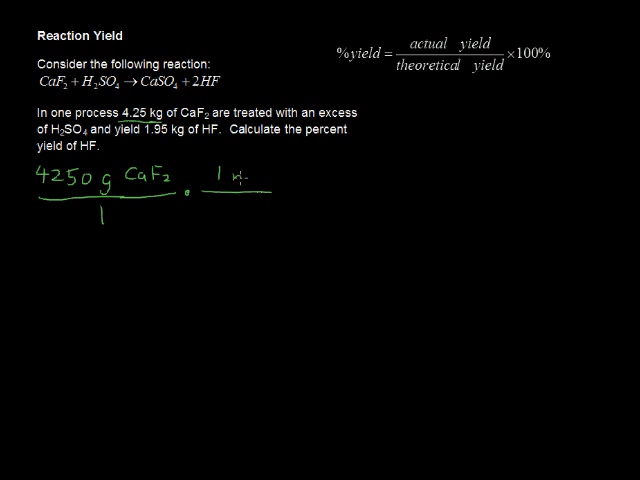 Reaction Yield
%yield = actual yield / theoretical yield × 100%
Consider the following reaction:
CaF₂ + H₂SO₄ → CaSO₄ + 2HF
In one process 4.25 kg of CaF₂ are treated with an excess
of H₂SO₄ and yield 1.95 kg of HF. Calculate the percent
yield of HF.
4250 g CaF₂ / 1 · 1